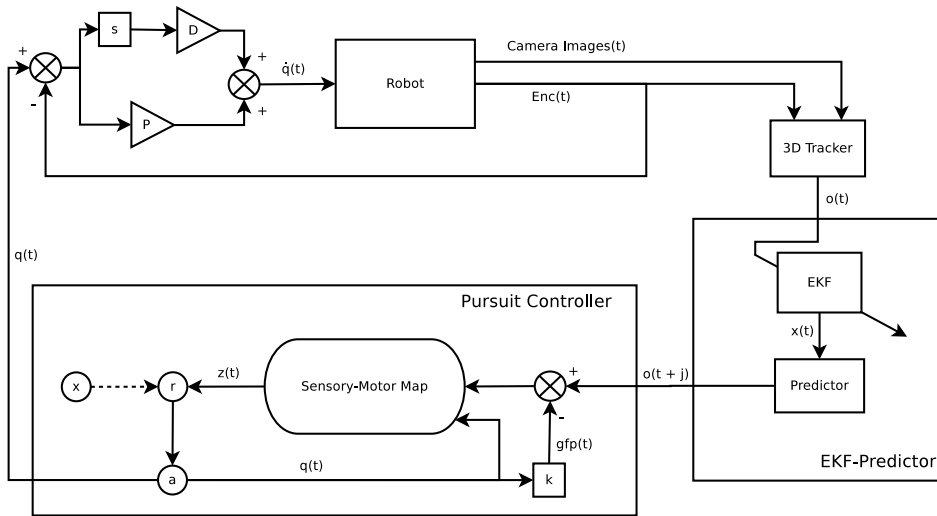 Camera Images(t)
+
s
D
+
q̇(t)
Robot
Enc(t)
-
P
+
3D Tracker
o(t)
q(t)
EKF
Pursuit Controller
x(t)
z(t)
+
o(t + j)
x
r
Sensory-Motor Map
Predictor
-
gfp(t)
q(t)
a
k
EKF-Predictor